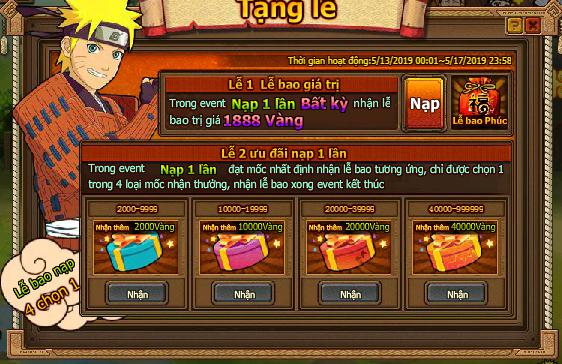 Tặng lễ
Thời gian hoạt động:5/13/2019 00:01~5/17/2019 23:58
Lễ 1 Lễ bao giá trị
Trong event Nạp 1 lần Bất kỳ nhận lễ
bao trị giá 1888 Vàng
Nạp
Lễ bao Phúc
Lễ 2 ưu đãi nạp 1 lần
Trong event Nạp 1 lần đạt mốc nhất định nhận lễ bao tương ứng, chỉ được chọn 1
trong 4 loại mốc nhận thưởng, nhận lễ bao xong event kết thúc
2000-9999
10000-19999
20000-39999
40000-999999
Nhận thêm 2000Vàng
Nhận thêm 10000Vàng
Nhận thêm 20000Vàng
Nhận thêm 40000Vàng
Nhận
Nhận
Nhận
Nhận
Lễ bao nạp
4 chọn 1